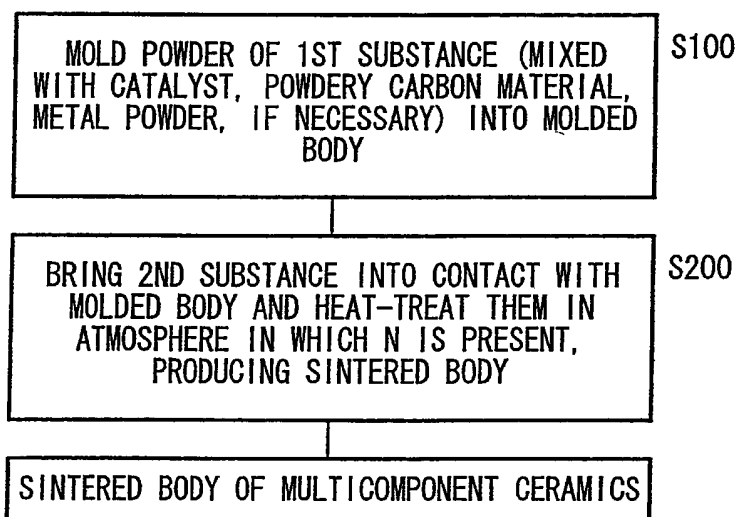 MOLD POWDER OF 1ST SUBSTANCE (MIXED
WITH CATALYST, POWDERY CARBON MATERIAL,
METAL POWDER, IF NECESSARY) INTO MOLDED
BODY
S100
BRING 2ND SUBSTANCE INTO CONTACT WITH
MOLDED BODY AND HEAT-TREAT THEM IN
ATMOSPHERE IN WHICH N IS PRESENT,
PRODUCING SINTERED BODY
S200
SINTERED BODY OF MULTICOMPONENT CERAMICS